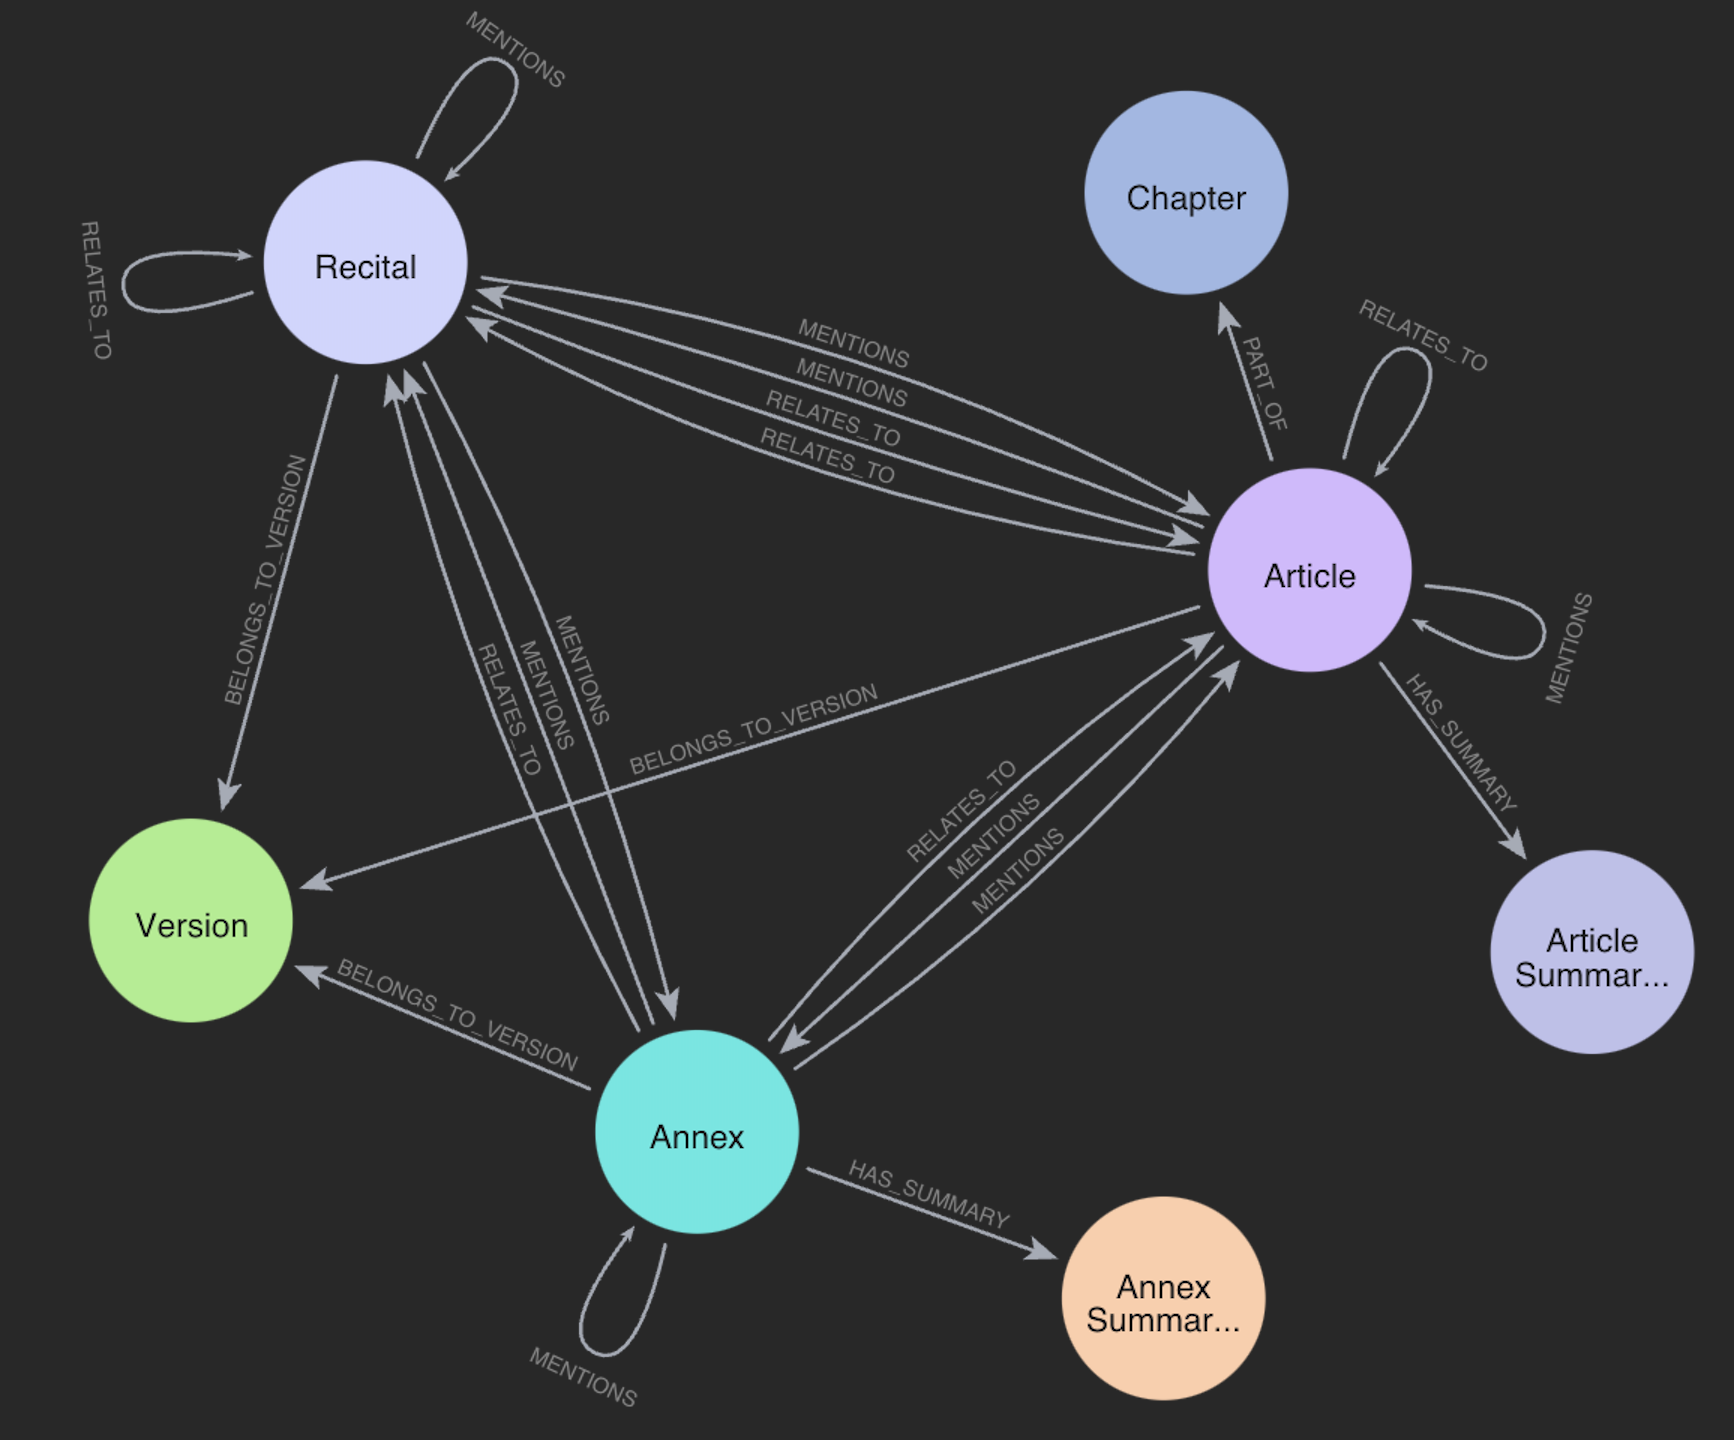 MENTIONS
Chapter
Recital
RELATES_TO
MENTIONS
MENTIONS
RELATES_TO
RELATES_TO
PART_OF
RELATES_TO
Article
MENTIONS
BELONGS_TO_VERSION
RELATES_TO
MENTIONS
MENTIONS
BELONGS_TO_VERSION
HAS_SUMMARY
RELATES_TO
MENTIONS
MENTIONS
Version
Article
Summar...
BELONGS_TO_VERSION
Annex
HAS_SUMMARY
Annex
Summar...
MENTIONS